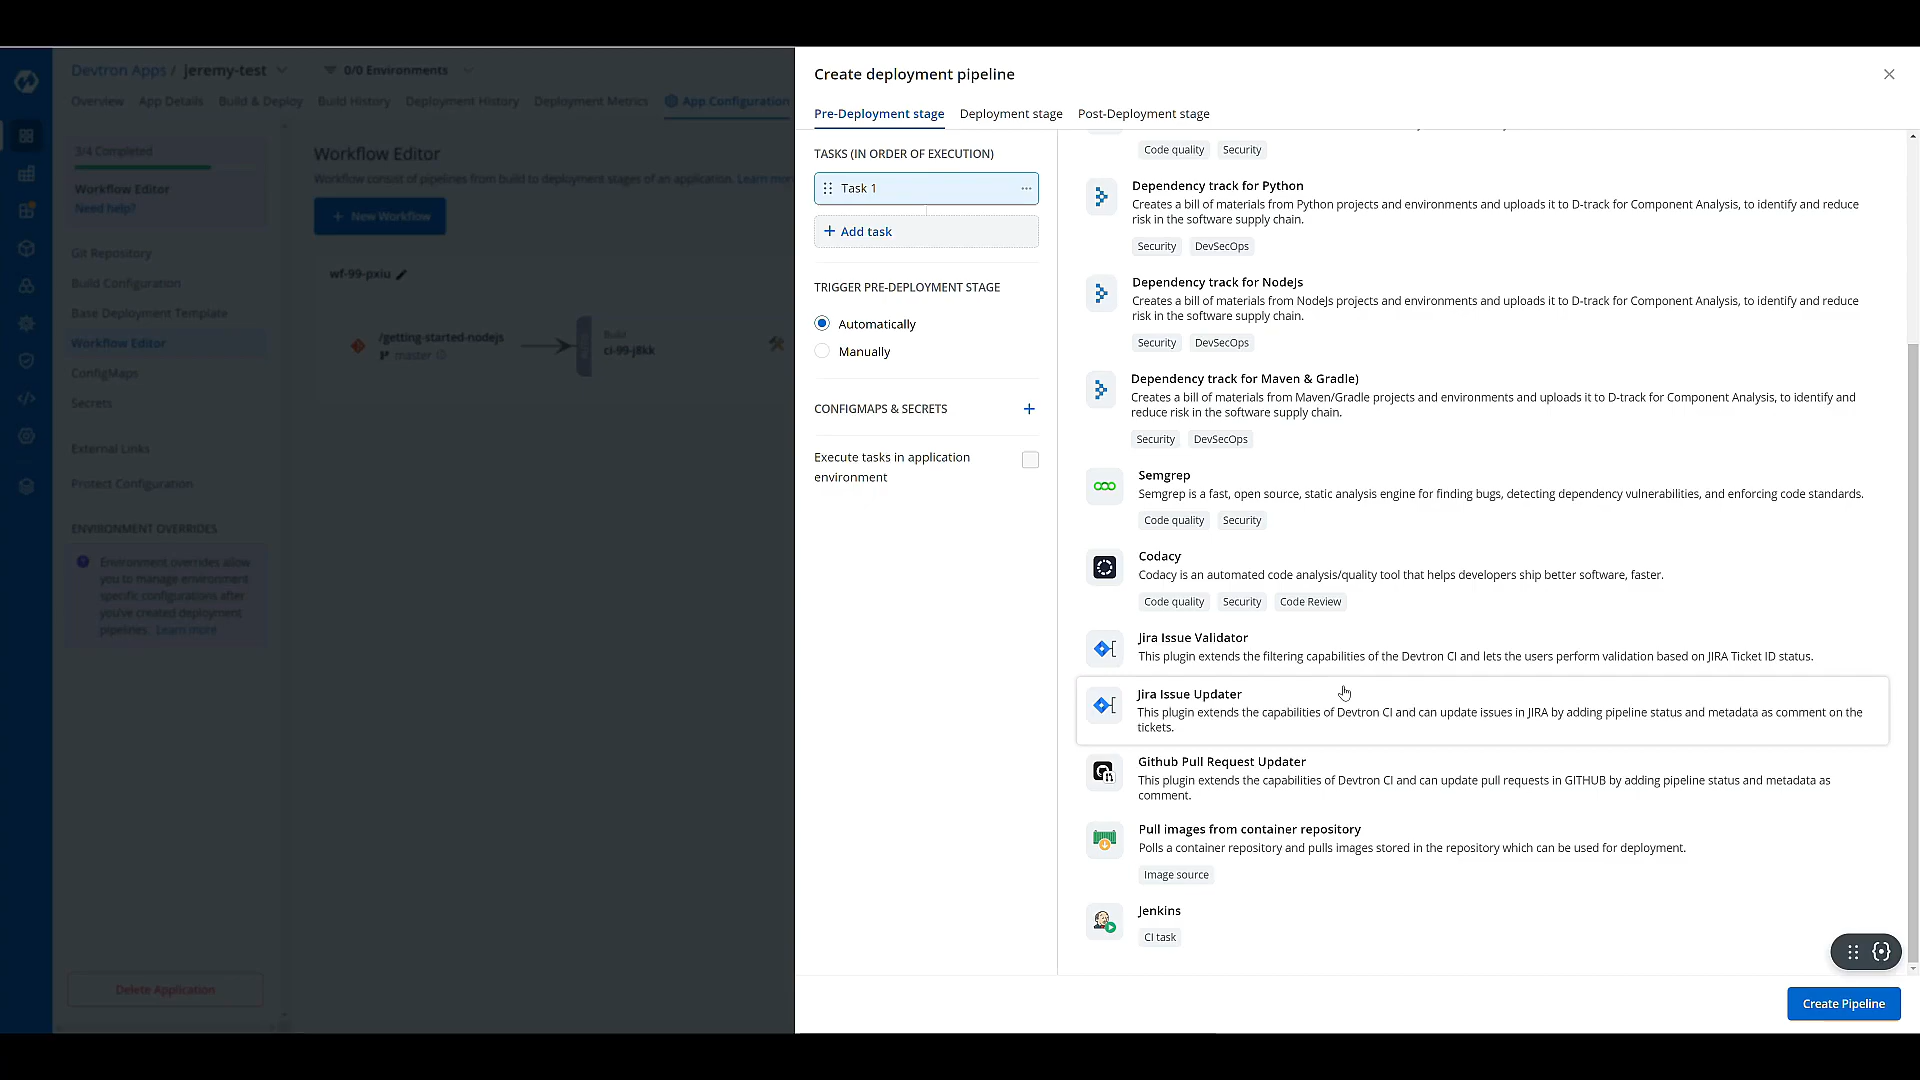 Devtron Apps / jeremy-test
0/0 Environments
Overview
App Details
Build & Deploy
Build History
Deployment History
Deployment Metrics
App Configuration
3/4 Completed
Workflow Editor
Need help?
Git Repository
Build Configuration
Base Deployment Template
Workflow Editor
ConfigMaps
Secrets
External Links
Protect Configuration
ENVIRONMENT OVERRIDES
Environment overrides allow
you to manage environment
specific configurations after
you've created deployment
pipelines. Learn more
Delete Application
Workflow Editor
Workflow consist of pipelines from build to deployment stages of an application. Learn mor
+ New Workflow
wf-99-pxiu
/getting-started-nodejs
master
Build
ci-99-j8kk
Create deployment pipeline
Pre-Deployment stage
Deployment stage
Post-Deployment stage
TASKS (IN ORDER OF EXECUTION)
Task 1
+ Add task
TRIGGER PRE-DEPLOYMENT STAGE
Automatically
Manually
CONFIGMAPS & SECRETS
Execute tasks in application
environment
Code quality
Security
Dependency track for Python
Creates a bill of materials from Python projects and environments and uploads it to D-track for Component Analysis, to identify and reduce
risk in the software supply chain.
Security
DevSecOps
Dependency track for NodeJs
Creates a bill of materials from NodeJs projects and environments and uploads it to D-track for Component Analysis, to identify and reduce
risk in the software supply chain.
Security
DevSecOps
Dependency track for Maven & Gradle)
Creates a bill of materials from Maven/Gradle projects and environments and uploads it to D-track for Component Analysis, to identify and
reduce risk in the software supply chain.
Security
DevSecOps
Semgrep
Semgrep is a fast, open source, static analysis engine for finding bugs, detecting dependency vulnerabilities, and enforcing code standards.
Code quality
Security
Codacy
Codacy is an automated code analysis/quality tool that helps developers ship better software, faster.
Code quality
Security
Code Review
Jira Issue Validator
This plugin extends the filtering capabilities of the Devtron CI and lets the users perform validation based on JIRA Ticket ID status.
Jira Issue Updater
This plugin extends the capabilities of Devtron CI and can update issues in JIRA by adding pipeline status and metadata as comment on the
tickets.
Github Pull Request Updater
This plugin extends the capabilities of Devtron CI and can update pull requests in GITHUB by adding pipeline status and metadata as
comment.
Pull images from container repository
Polls a container repository and pulls images stored in the repository which can be used for deployment.
Image source
Jenkins
CI task
Create Pipeline